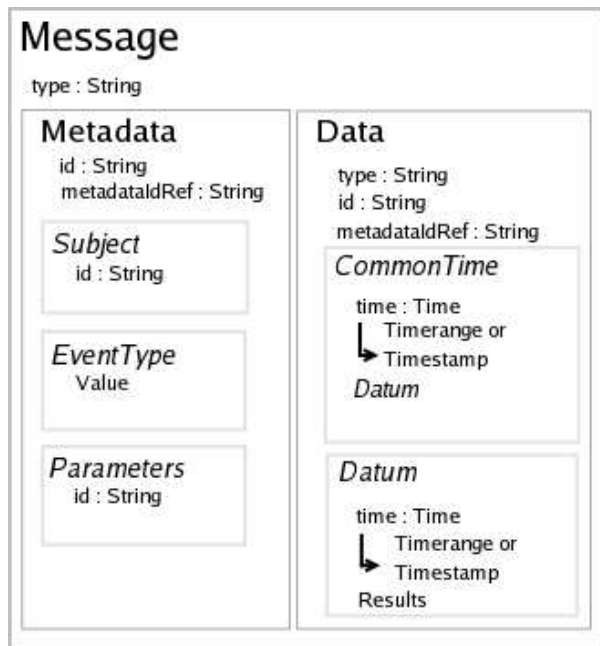 Message
type : String
Metadata
id : String
metadataIdRef : String
Subject
id : String
EventType
Value
Parameters
id : String
Data
type : String
id : String
metadataIdRef : String
CommonTime
time : Time
Timerange or
Timestamp
Datum
Datum
time : Time
Timerange or
Timestamp
Results